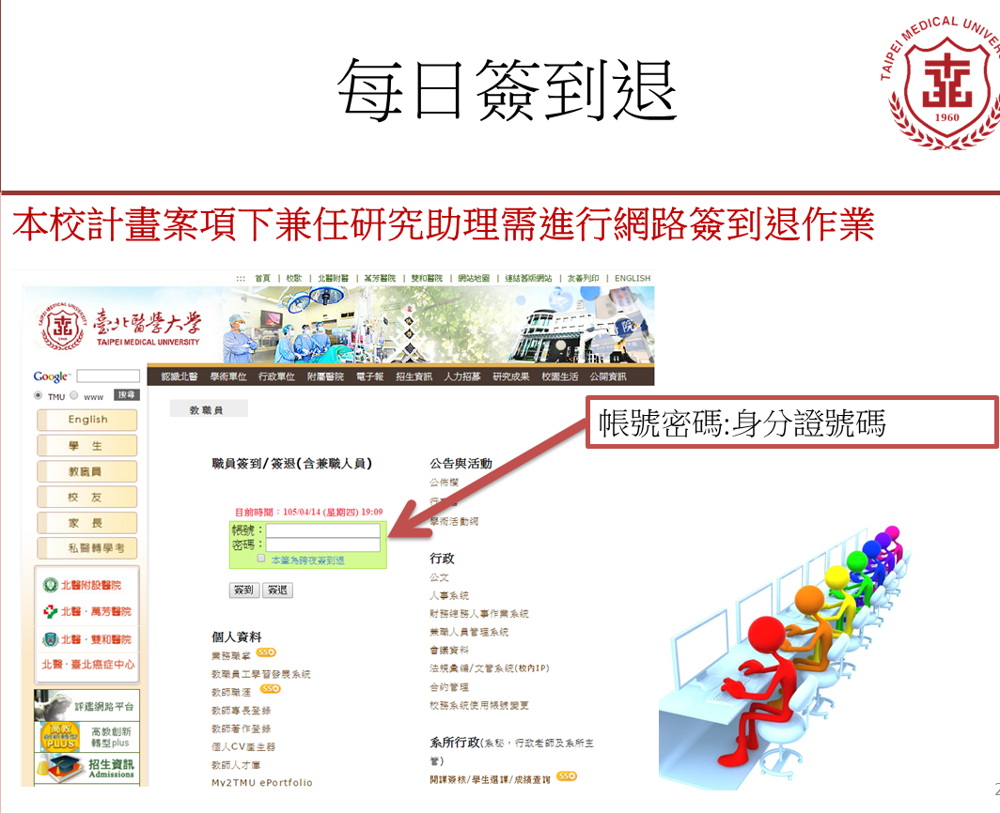 每日簽到退
TAIPEI MEDICAL UNIVER
1960
本校計畫案項下兼任研究助理需進行網路簽到退作業
::: 首頁 | 校歌 | 北醫附醫 | 萬芳醫院 | 雙和醫院 | 網站地圖 | 連結舊版網站 | 友善列印 | ENGLISH
臺北醫學大學
TAIPEI MEDICAL UNIVERSITY
Google™
TMU www 搜尋
認識北醫 學術單位 行政單位 附屬醫院 電子報 招生資訊 人力招募 研究成果 校園生活 公開資訊
English
學 生
教職員
校 友
家 長
私醫轉學考
北醫附設醫院
北醫‧萬芳醫院
北醫‧雙和醫院
北醫‧臺北癌症中心
評鑑網路平台
高教創新轉型PLUS
高教創新
轉型plus
招生資訊
Admissions
教職員
帳號密碼:身分證號碼
職員簽到/簽退(含兼職人員)
目前時間：105/04/14 (星期四) 19:09
帳號：
密碼：
本筆為跨夜簽到退
簽到 簽退
個人資料
業務職掌 SSO
教職員工學習發展系統
教師職涯 SSO
教師專長登錄
教師著作登錄
個人CV產生器
教師人才庫
My2TMU ePortfolio
公告與活動
公佈欄
學術活動網
行政
公文
人事系統
財務總務人事作業系統
兼職人員管理系統
會議資料
法規彙編/文管系統(校內IP)
合約管理
校務系統使用帳號變更
系所行政(系秘，行政老師及系所主
管)
開課簽核/學生選課/成績查詢 SSO